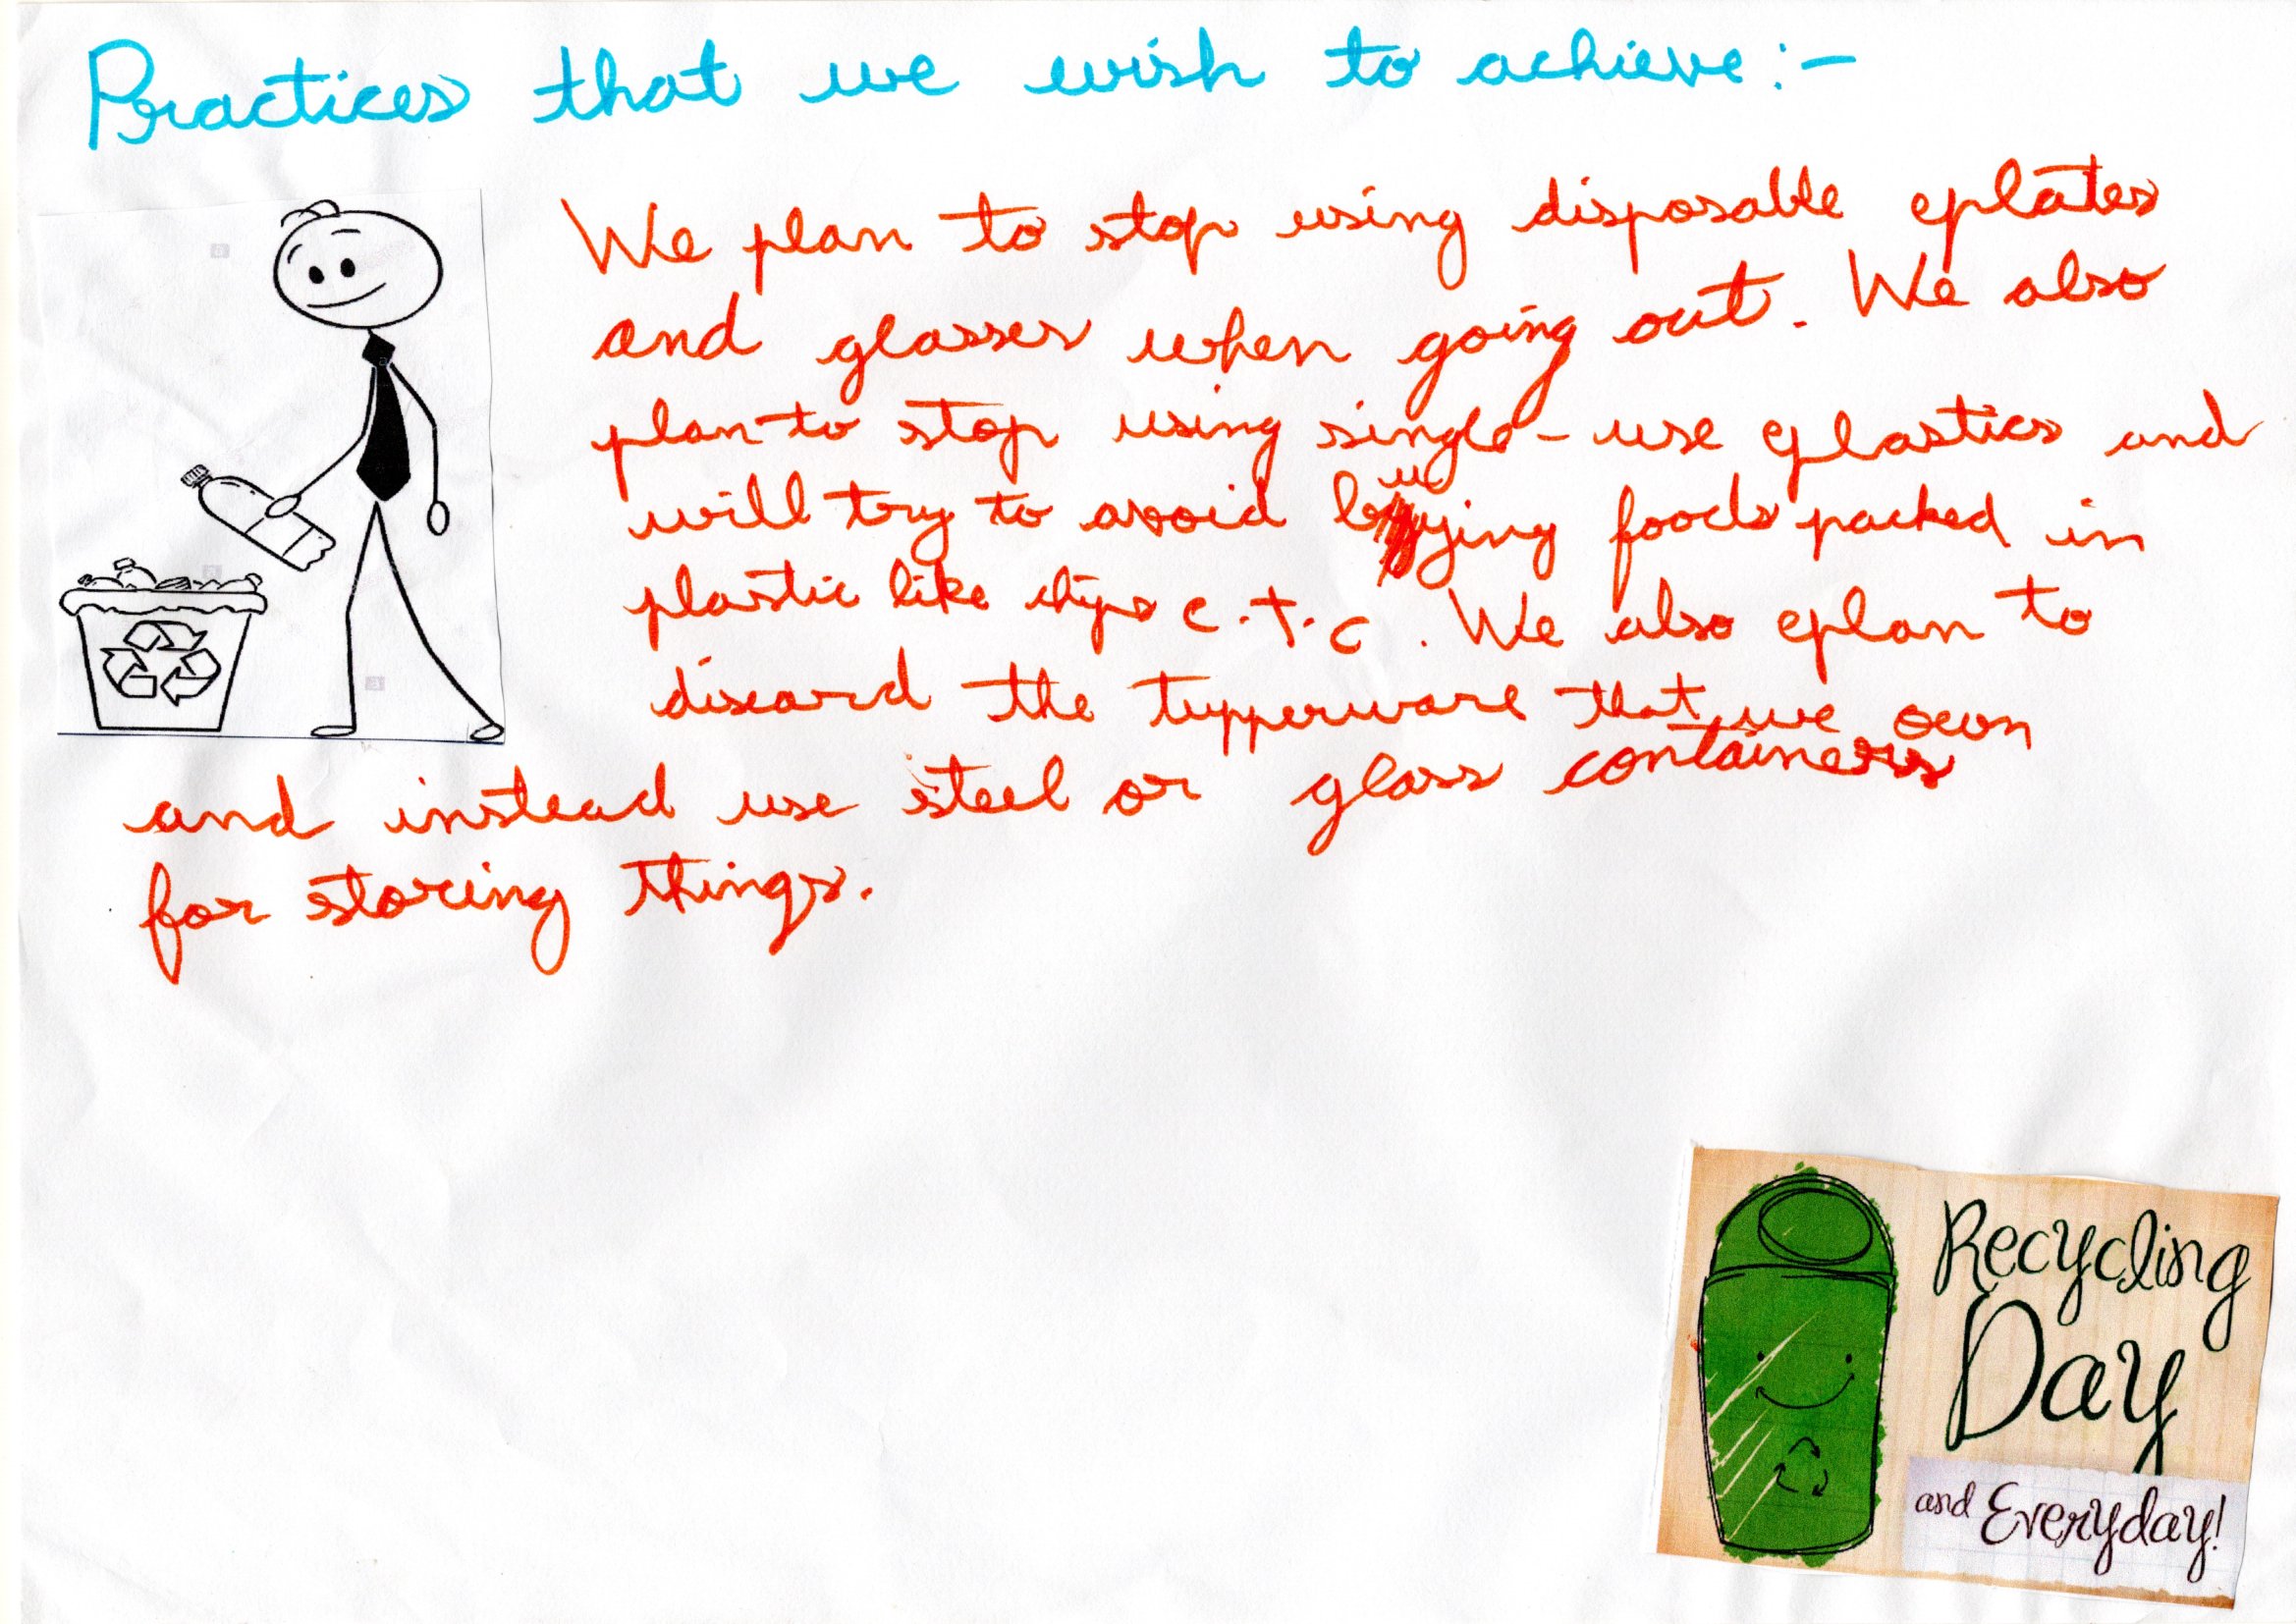 Practices that we wish to achieve:-
We plan to stop using disposable plates
and glasses when going out. We also
plan to stop using single-use plastics and
will try to avoid buying foods packed in
plastic like chips e.t.c. We also plan to
discard the tupperware that we own
and instead use steel or glass containers
for storing things.
Recycling
Day
and Everyday!